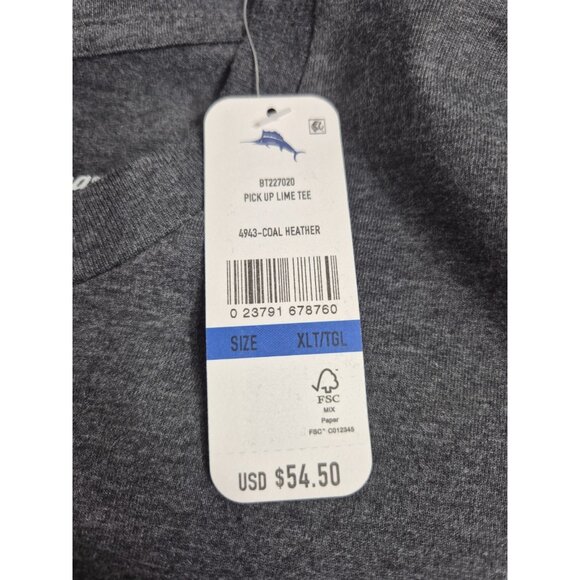 BT227020
PICK UP LIME TEE
4943-COAL HEATHER
0 23791 678760
SIZE XLT/TGL
FSC
MIX
Paper
FSC™ C012345
USD $54.50